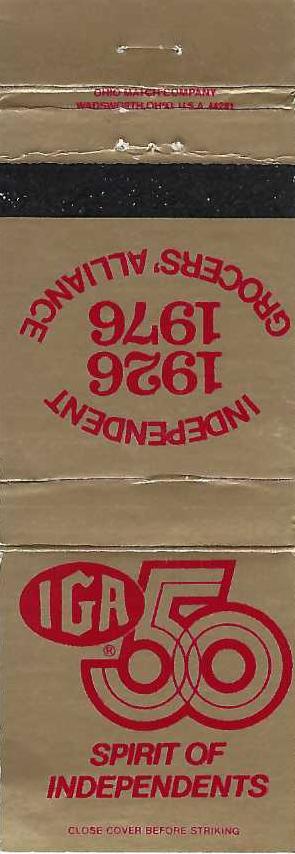 OHIO MATCH COMPANY
WADSWORTH, OHIO, U.S.A. 44281
INDEPENDENT
1926
1976
GROCERS' ALLIANCE
IGA
®
50
SPIRIT OF
INDEPENDENTS
CLOSE COVER BEFORE STRIKING